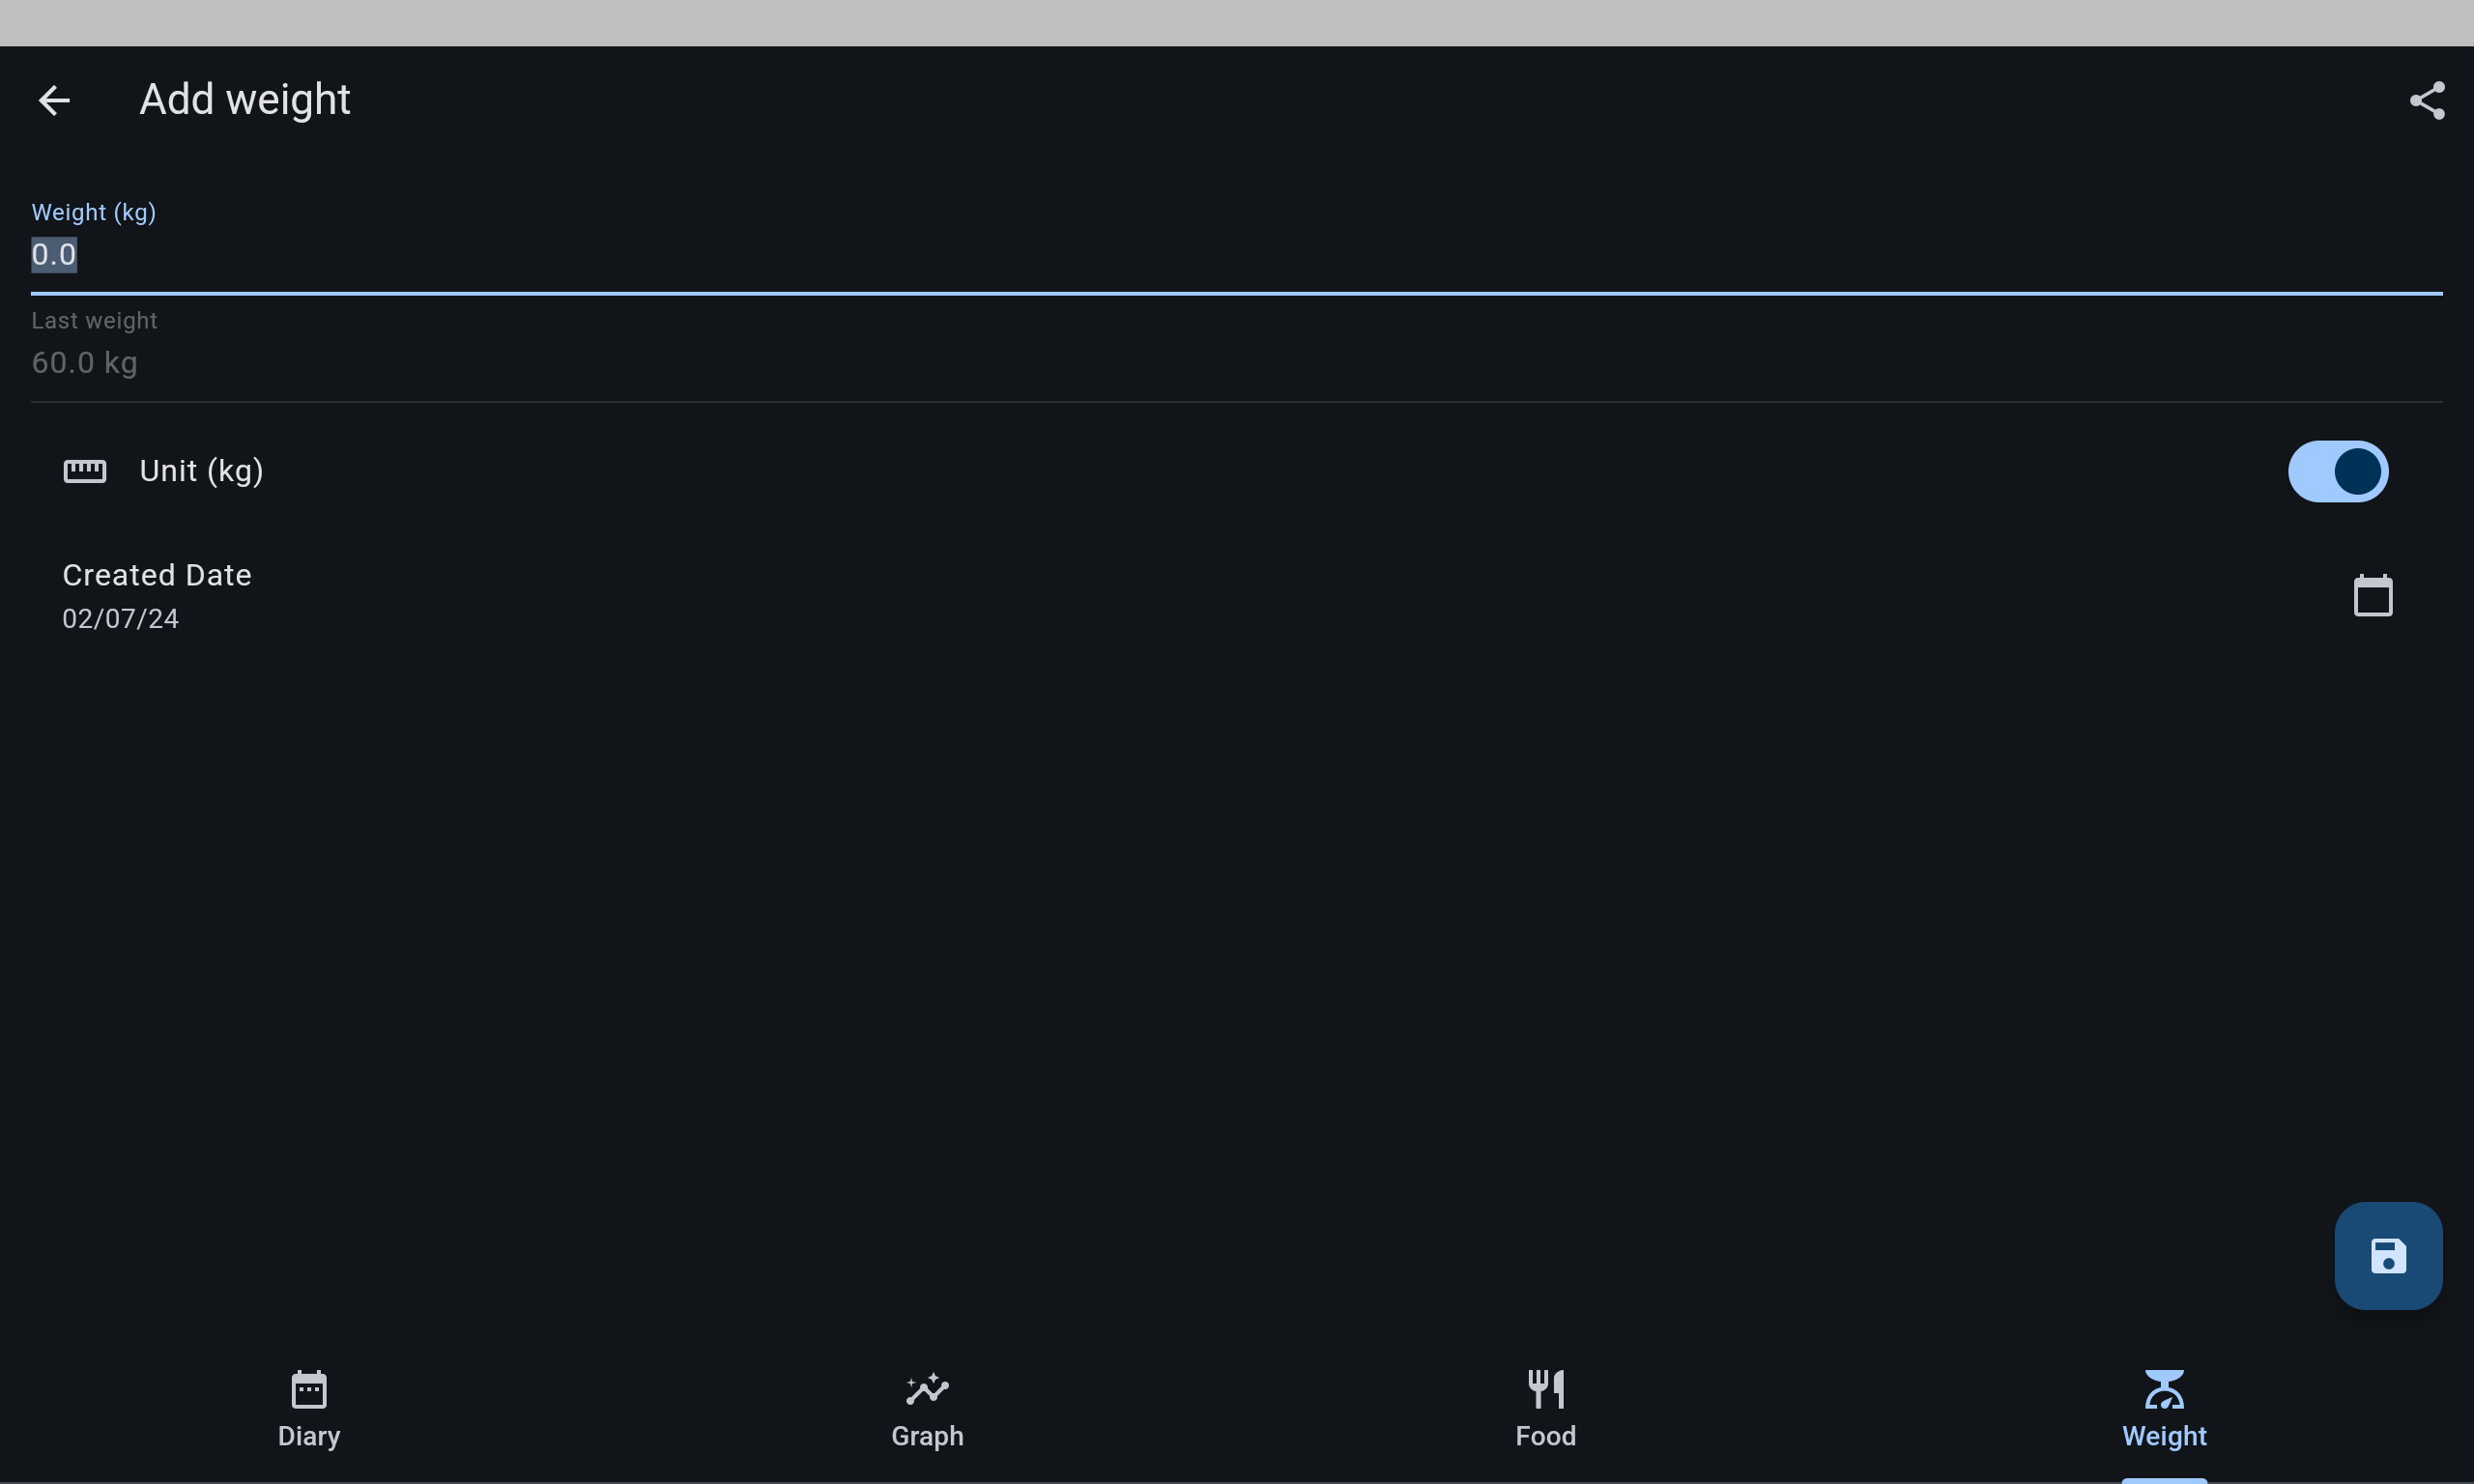 Add weight
Weight (kg)
0.0
Last weight
60.0 kg
Unit (kg)
Created Date
02/07/24
Diary
Graph
Food
Weight